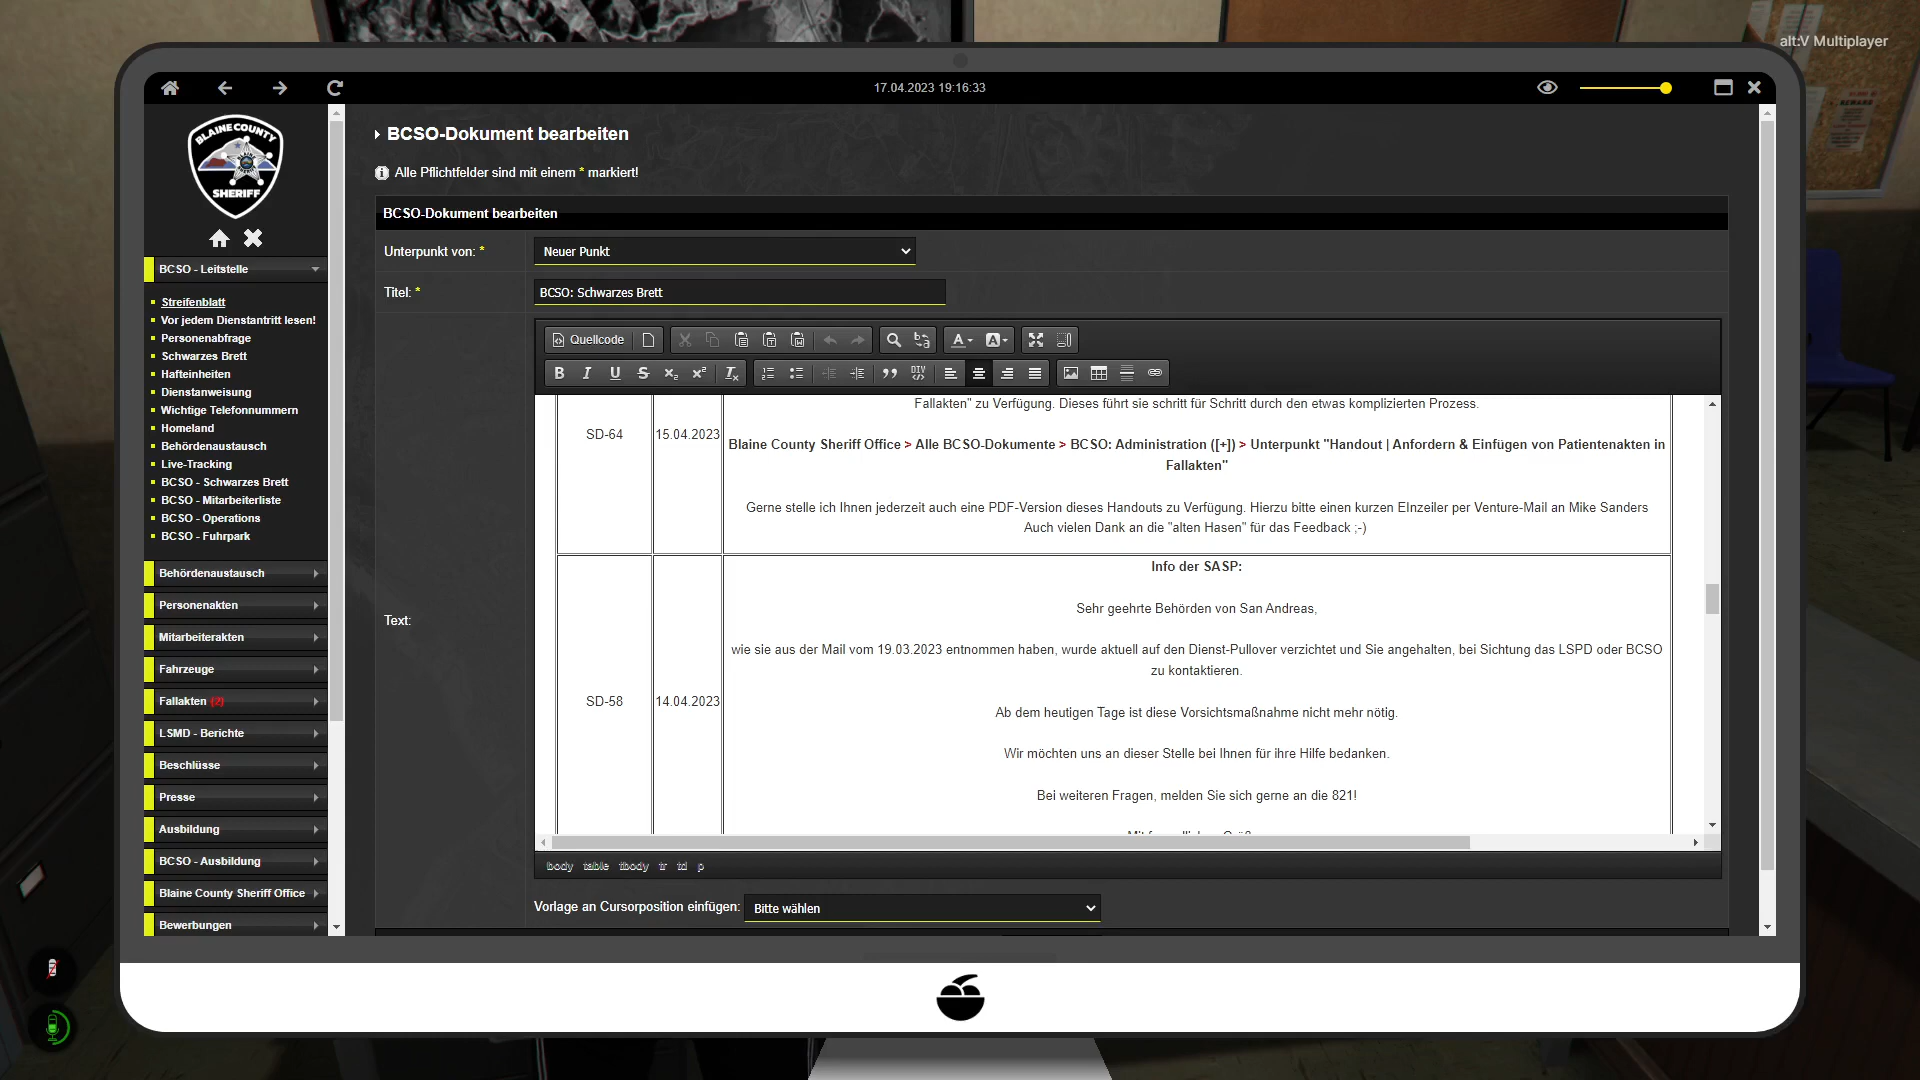 alt:V Multiplayer
17.04.2023 19:16:33
BLAINE COUNTY
SHERIFF
BCSO - Leitstelle
Streifenblatt
Vor jedem Dienstantritt lesen!
Personenabfrage
Schwarzes Brett
Hafteinheiten
Dienstanweisung
Wichtige Telefonnummern
Homeland
Behördenaustausch
Live-Tracking
BCSO - Schwarzes Brett
BCSO - Mitarbeiterliste
BCSO - Operations
BCSO - Fuhrpark
Behördenaustausch
Personenakten
Mitarbeiterakten
Fahrzeuge
Fallakten (2)
LSMD - Berichte
Beschlüsse
Presse
Ausbildung
BCSO - Ausbildung
Blaine County Sheriff Office
Bewerbungen
BCSO-Dokument bearbeiten
Alle Pflichtfelder sind mit einem * markiert!
BCSO-Dokument bearbeiten
Unterpunkt von: * Neuer Punkt
Titel: * BCSO: Schwarzes Brett
Text:
Quellcode
Fallakten" zu Verfügung. Dieses führt sie schritt für Schritt durch den etwas komplizierten Prozess.
SD-64 15.04.2023
Blaine County Sheriff Office > Alle BCSO-Dokumente > BCSO: Administration ([+]) > Unterpunkt "Handout | Anfordern & Einfügen von Patientenakten in
Fallakten"
Gerne stelle ich Ihnen jederzeit auch eine PDF-Version dieses Handouts zu Verfügung. Hierzu bitte einen kurzen EInzeiler per Venture-Mail an Mike Sanders
Auch vielen Dank an die "alten Hasen" für das Feedback ;-)
Info der SASP:
Sehr geehrte Behörden von San Andreas,
wie sie aus der Mail vom 19.03.2023 entnommen haben, wurde aktuell auf den Dienst-Pullover verzichtet und Sie angehalten, bei Sichtung das LSPD oder BCSO
zu kontaktieren.
SD-58 14.04.2023
Ab dem heutigen Tage ist diese Vorsichtsmaßnahme nicht mehr nötig.
Wir möchten uns an dieser Stelle bei Ihnen für ihre Hilfe bedanken.
Bei weiteren Fragen, melden Sie sich gerne an die 821!
body table tbody tr td p
Vorlage an Cursorposition einfügen: Bitte wählen